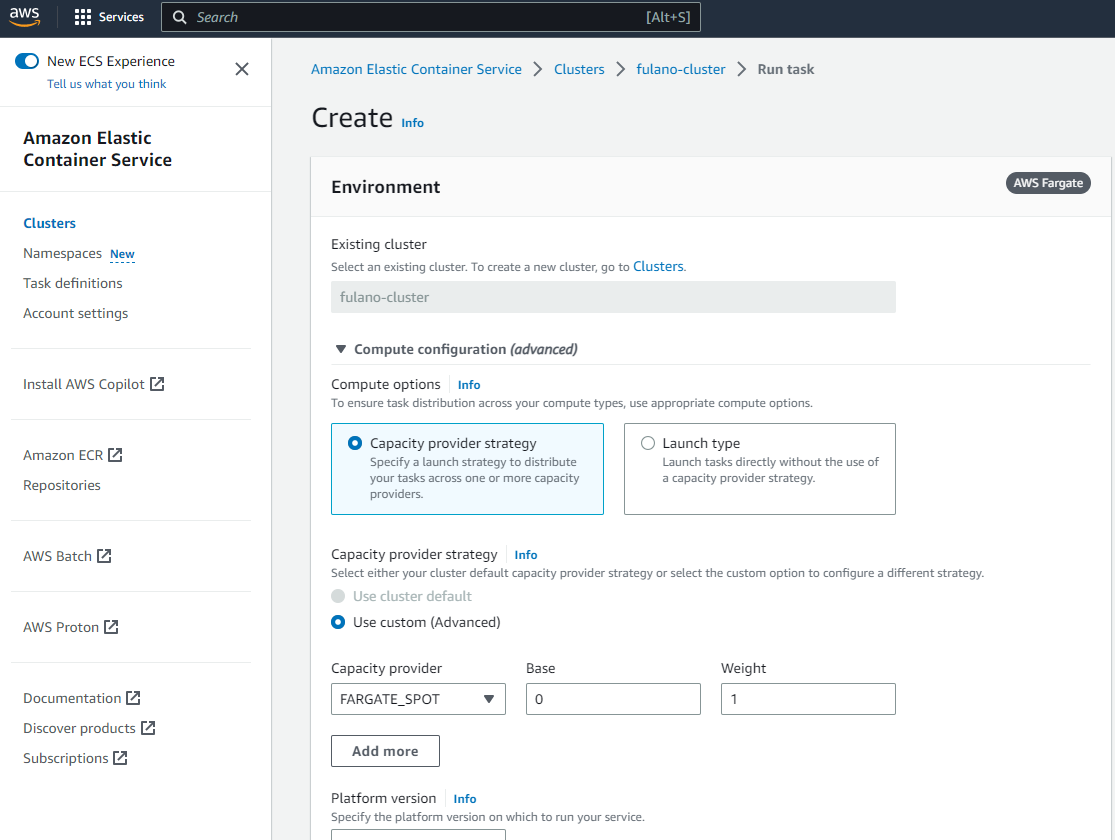 aws
Services
Search
[Alt+S]
New ECS Experience
Tell us what you think
Amazon Elastic
Container Service
Clusters
Namespaces New
Task definitions
Account settings
Install AWS Copilot
Amazon ECR
Repositories
AWS Batch
AWS Proton
Documentation
Discover products
Subscriptions
Amazon Elastic Container Service > Clusters > fulano-cluster > Run task
Create Info
Environment
AWS Fargate
Existing cluster
Select an existing cluster. To create a new cluster, go to Clusters.
fulano-cluster
Compute configuration (advanced)
Compute options Info
To ensure task distribution across your compute types, use appropriate compute options.
Capacity provider strategy
Specify a launch strategy to distribute
your tasks across one or more capacity
providers.
Launch type
Launch tasks directly without the use of
a capacity provider strategy.
Capacity provider strategy Info
Select either your cluster default capacity provider strategy or select the custom option to configure a different strategy.
Use cluster default
Use custom (Advanced)
Capacity provider Base Weight
FARGATE_SPOT 0 1
Add more
Platform version Info
Specify the platform version on which to run your service.